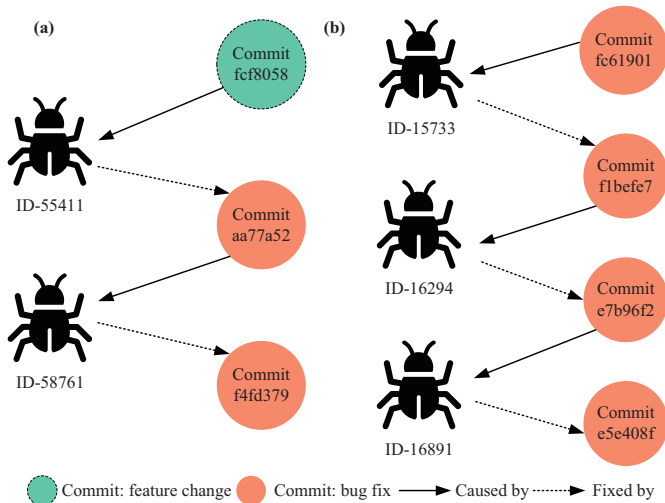 (a)
Commit
fcf8058
ID-55411
Commit
aa77a52
ID-58761
Commit
f4fd379
(b)
Commit
fc61901
ID-15733
Commit
f1befe7
ID-16294
Commit
e7b96f2
ID-16891
Commit
e5e408f
Commit: feature change
Commit: bug fix
Caused by
Fixed by